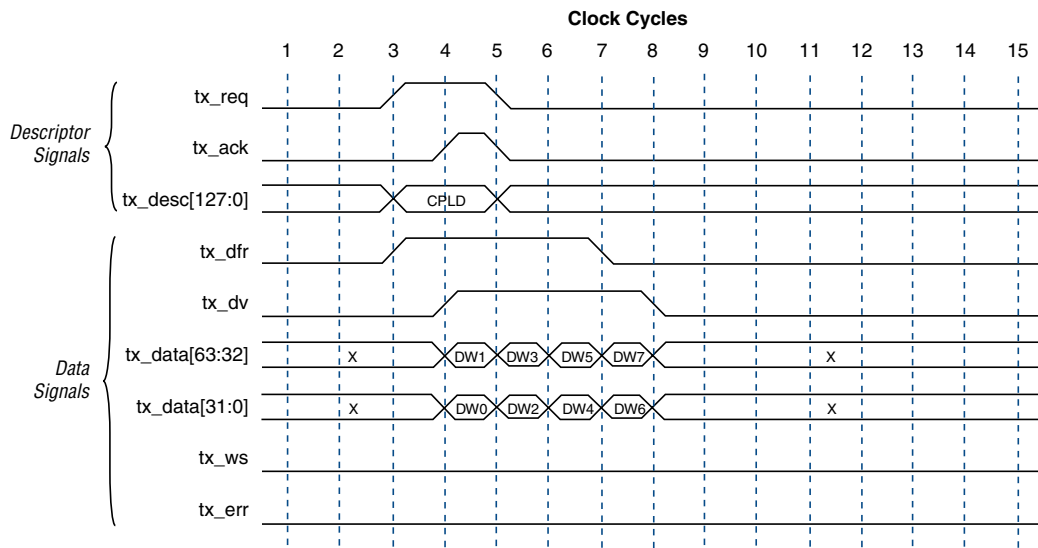 Clock Cycles
1 2 3 4 5 6 7 8 9 10 11 12 13 14 15
Descriptor
Signals
tx_req
tx_ack
tx_desc[127:0] CPLD
Data
Signals
tx_dfr
tx_dv
tx_data[63:32] X DW1 DW3 DW5 DW7 X
tx_data[31:0] X DW0 DW2 DW4 DW6 X
tx_ws
tx_err